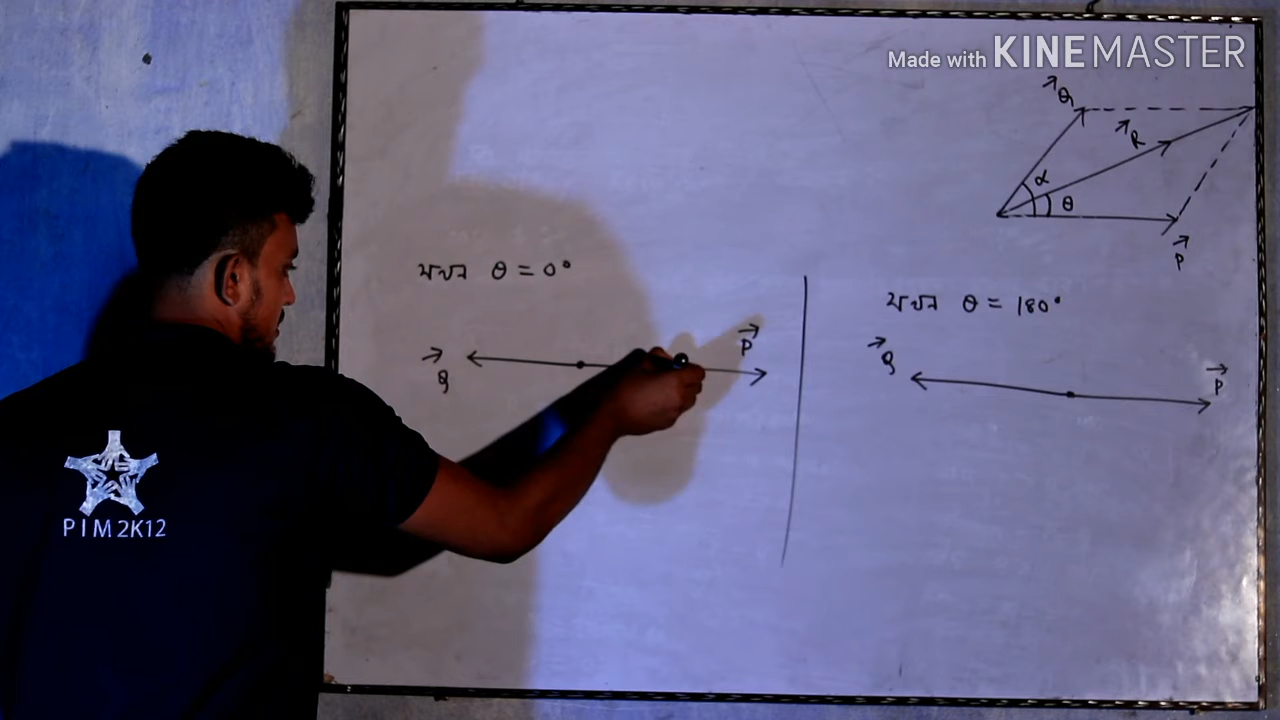 Made with KINEMASTER
Q
R
α
θ
P
যখন θ = 0°
যখন θ = 180°
P
Q
Q
P
PIM2K12